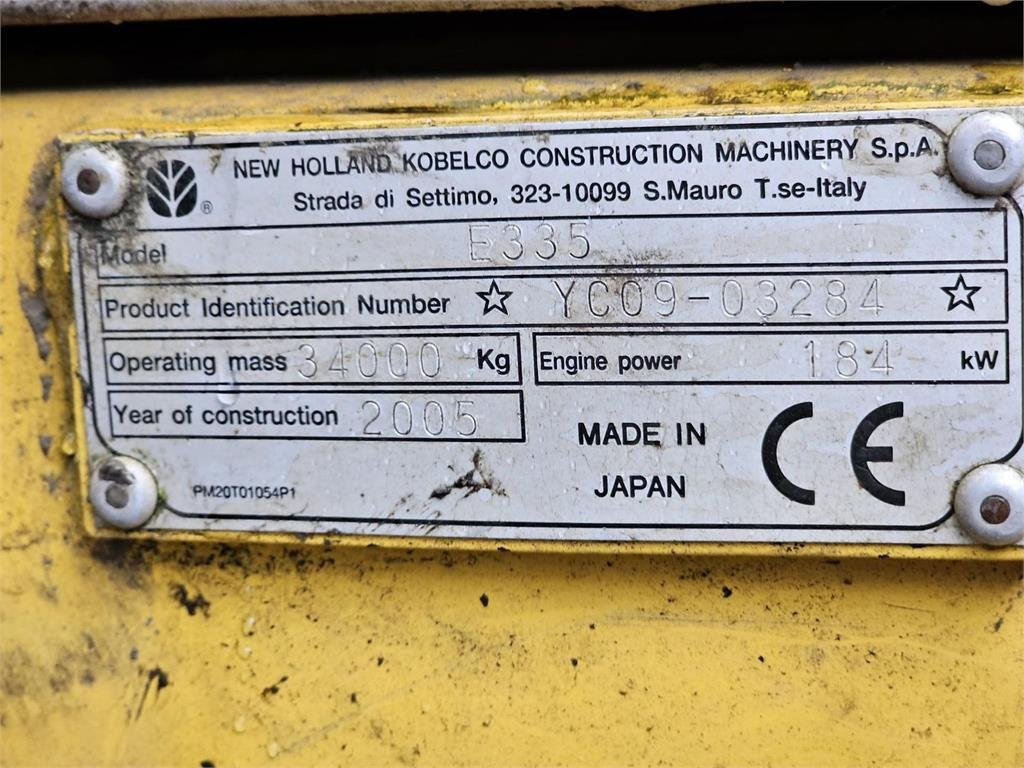 NEW HOLLAND KOBELCO CONSTRUCTION MACHINERY S.p.A.
®
Strada di Settimo, 323-10099 S.Mauro T.se-Italy
Model E335
Product Identification Number ☆ YC09-03284 ☆
Operating mass 34000 Kg Engine power 184 kW
Year of construction 2005
MADE IN
JAPAN
CE
PM20T01054P1